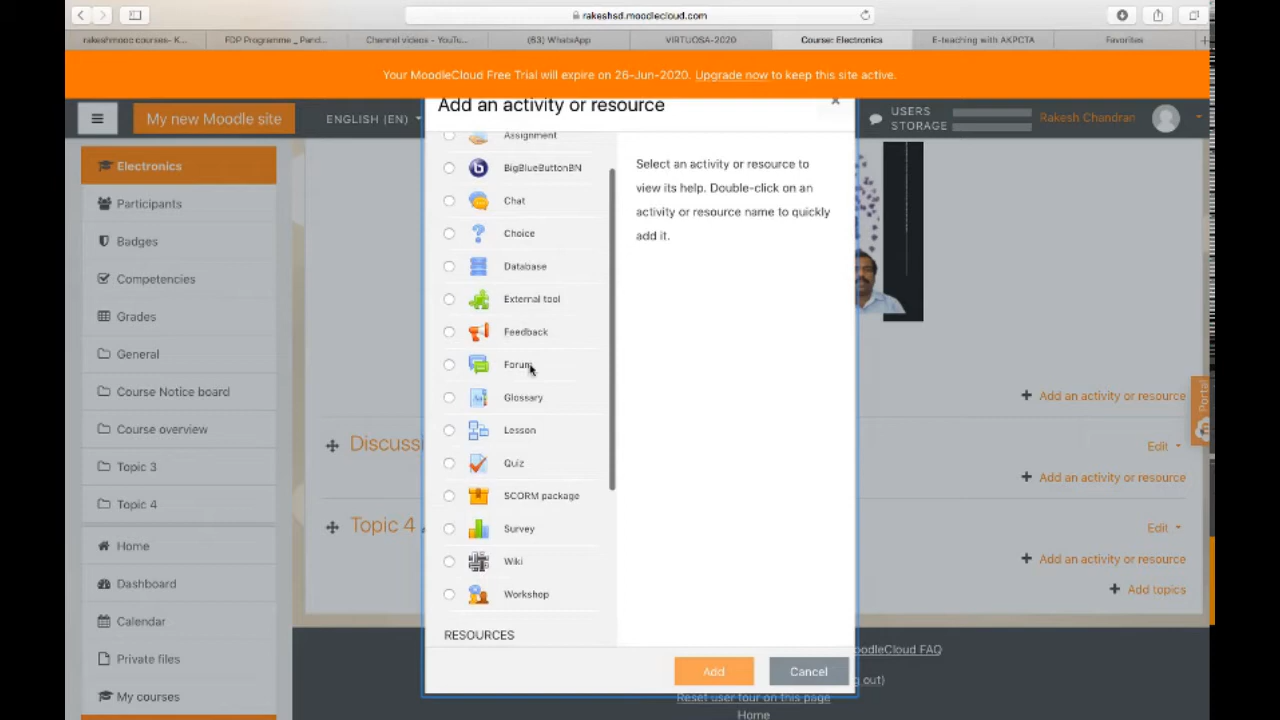 rakeshsd.moodlecloud.com
rakeshmooc courses- K...
FDP Programme _ Pand...
Channel videos - YouTu...
(63) WhatsApp
VIRTUOSA-2020
Course: Electronics
E-teaching with AKPCTA
Favorites
Your MoodleCloud Free Trial will expire on 26-Jun-2020. Upgrade now to keep this site active.
My new Moodle site
ENGLISH (EN)
USERS
STORAGE
Rakesh Chandran
Electronics
Participants
Badges
Competencies
Grades
General
Course Notice board
Course overview
Topic 3
Topic 4
Home
Dashboard
Calendar
Private files
My courses
Add an activity or resource
Assignment
BigBlueButtonBN
Chat
Choice
Database
External tool
Feedback
Forum
Glossary
Lesson
Quiz
SCORM package
Survey
Wiki
Workshop
RESOURCES
Select an activity or resource to
view its help. Double-click on an
activity or resource name to quickly
add it.
Add
Cancel
Portal
Add an activity or resource
Discussi
Edit
Add an activity or resource
Topic 4
Edit
Add an activity or resource
Add topics
oodleCloud FAQ
g out)
Reset user tour on this page
Home